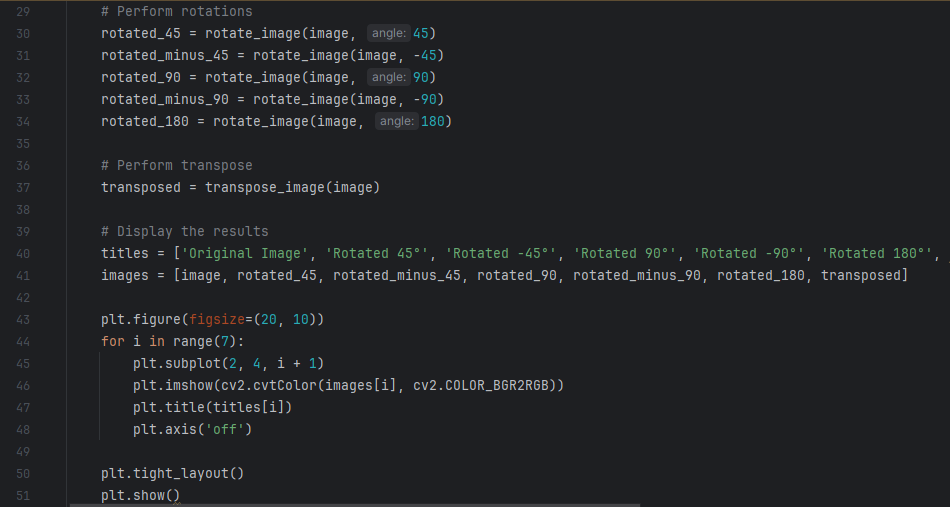 29 # Perform rotations
30 rotated_45 = rotate_image(image, angle: 45)
31 rotated_minus_45 = rotate_image(image, -45)
32 rotated_90 = rotate_image(image, angle: 90)
33 rotated_minus_90 = rotate_image(image, -90)
34 rotated_180 = rotate_image(image, angle: 180)
35
36 # Perform transpose
37 transposed = transpose_image(image)
38
39 # Display the results
40 titles = ['Original Image', 'Rotated 45°', 'Rotated -45°', 'Rotated 90°', 'Rotated -90°', 'Rotated 180°',
41 images = [image, rotated_45, rotated_minus_45, rotated_90, rotated_minus_90, rotated_180, transposed]
42
43 plt.figure(figsize=(20, 10))
44 for i in range(7):
45 plt.subplot(2, 4, i + 1)
46 plt.imshow(cv2.cvtColor(images[i], cv2.COLOR_BGR2RGB))
47 plt.title(titles[i])
48 plt.axis('off')
49
50 plt.tight_layout()
51 plt.show()